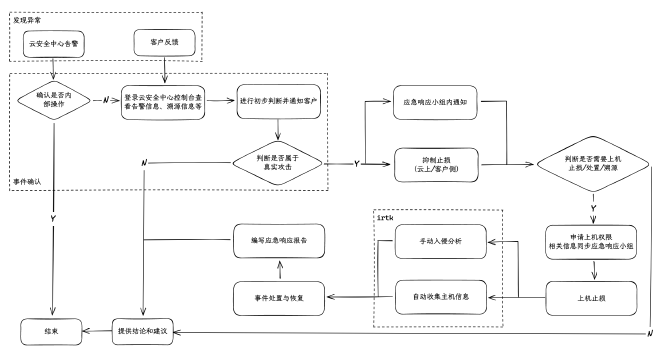 发现异常
云安全中心告警
客户反馈
确认是否内
部操作
N
登录云安全中心控制台查
看告警信息、溯源信息等
进行初步判断并通知客户
应急响应小组内通知
N
判断是否属于
真实攻击
Y
抑制止损
(云上/客户侧)
判断是否需要上机
止损/处置/溯源
事件确认
Y
Y
irtk
编写应急响应报告
手动入侵分析
申请上机权限
相关信息同步应急响应小组
事件处置与恢复
自动收集主机信息
上机止损
结束
提供结论和建议
N